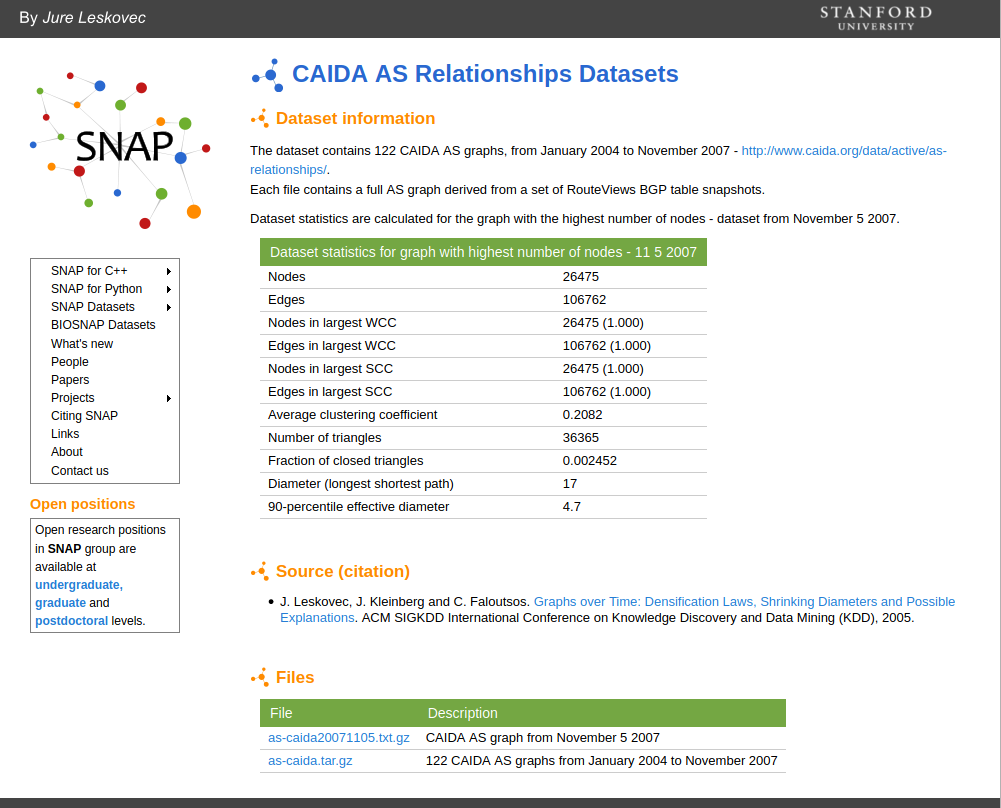 By Jure Leskovec
STANFORD
UNIVERSITY
SNAP
SNAP for C++
SNAP for Python
SNAP Datasets
BIOSNAP Datasets
What's new
People
Papers
Projects
Citing SNAP
Links
About
Contact us
Open positions
Open research positions
in SNAP group are
available at
undergraduate,
graduate and
postdoctoral levels.
CAIDA AS Relationships Datasets
Dataset information
The dataset contains 122 CAIDA AS graphs, from January 2004 to November 2007 - http://www.caida.org/data/active/as-
relationships/.
Each file contains a full AS graph derived from a set of RouteViews BGP table snapshots.
Dataset statistics are calculated for the graph with the highest number of nodes - dataset from November 5 2007.
Dataset statistics for graph with highest number of nodes - 11 5 2007
Nodes 26475
Edges 106762
Nodes in largest WCC 26475 (1.000)
Edges in largest WCC 106762 (1.000)
Nodes in largest SCC 26475 (1.000)
Edges in largest SCC 106762 (1.000)
Average clustering coefficient 0.2082
Number of triangles 36365
Fraction of closed triangles 0.002452
Diameter (longest shortest path) 17
90-percentile effective diameter 4.7
Source (citation)
• J. Leskovec, J. Kleinberg and C. Faloutsos. Graphs over Time: Densification Laws, Shrinking Diameters and Possible
Explanations. ACM SIGKDD International Conference on Knowledge Discovery and Data Mining (KDD), 2005.
Files
File Description
as-caida20071105.txt.gz CAIDA AS graph from November 5 2007
as-caida.tar.gz 122 CAIDA AS graphs from January 2004 to November 2007